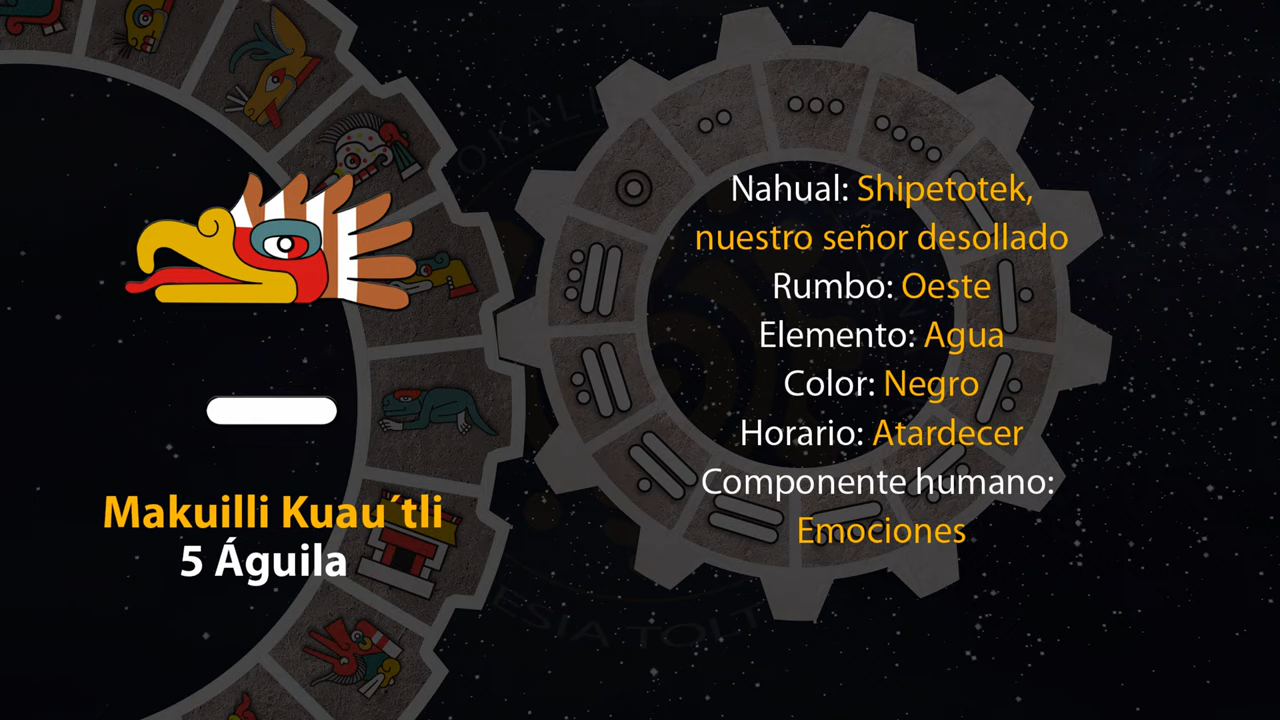 Makuilli Kuau´tli
5 Águila
Nahual: Shipetotek,
nuestro señor desollado
Rumbo: Oeste
Elemento: Agua
Color: Negro
Horario: Atardecer
Componente humano:
Emociones